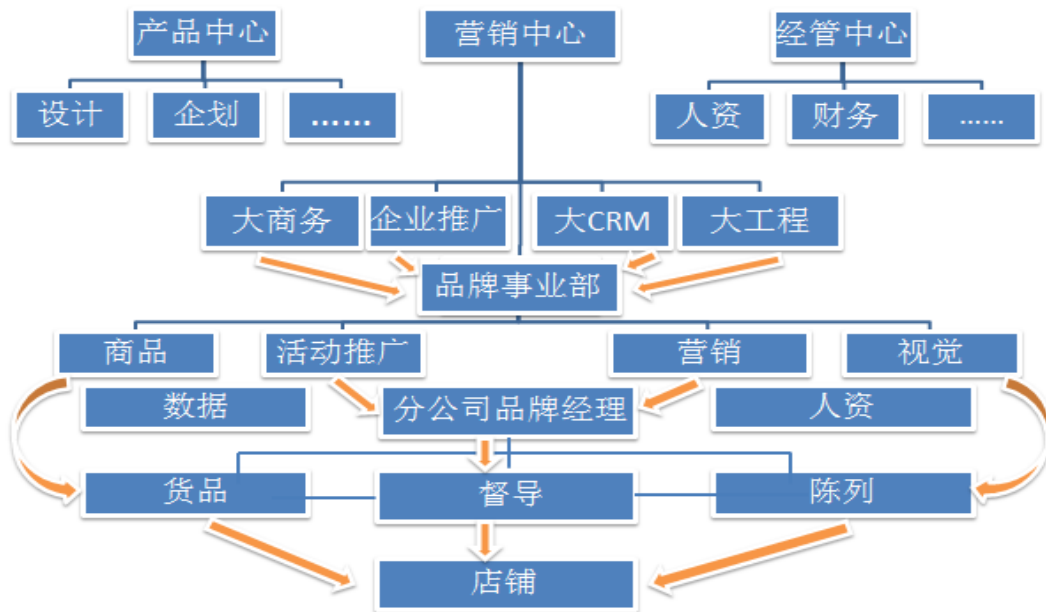 产品中心 营销中心 经管中心
设计 企划 …… 人资 财务 ……
大商务 企业推广 大CRM 大工程
品牌事业部
商品 活动推广 营销 视觉
数据 分公司品牌经理 人资
货品 督导 陈列
店铺